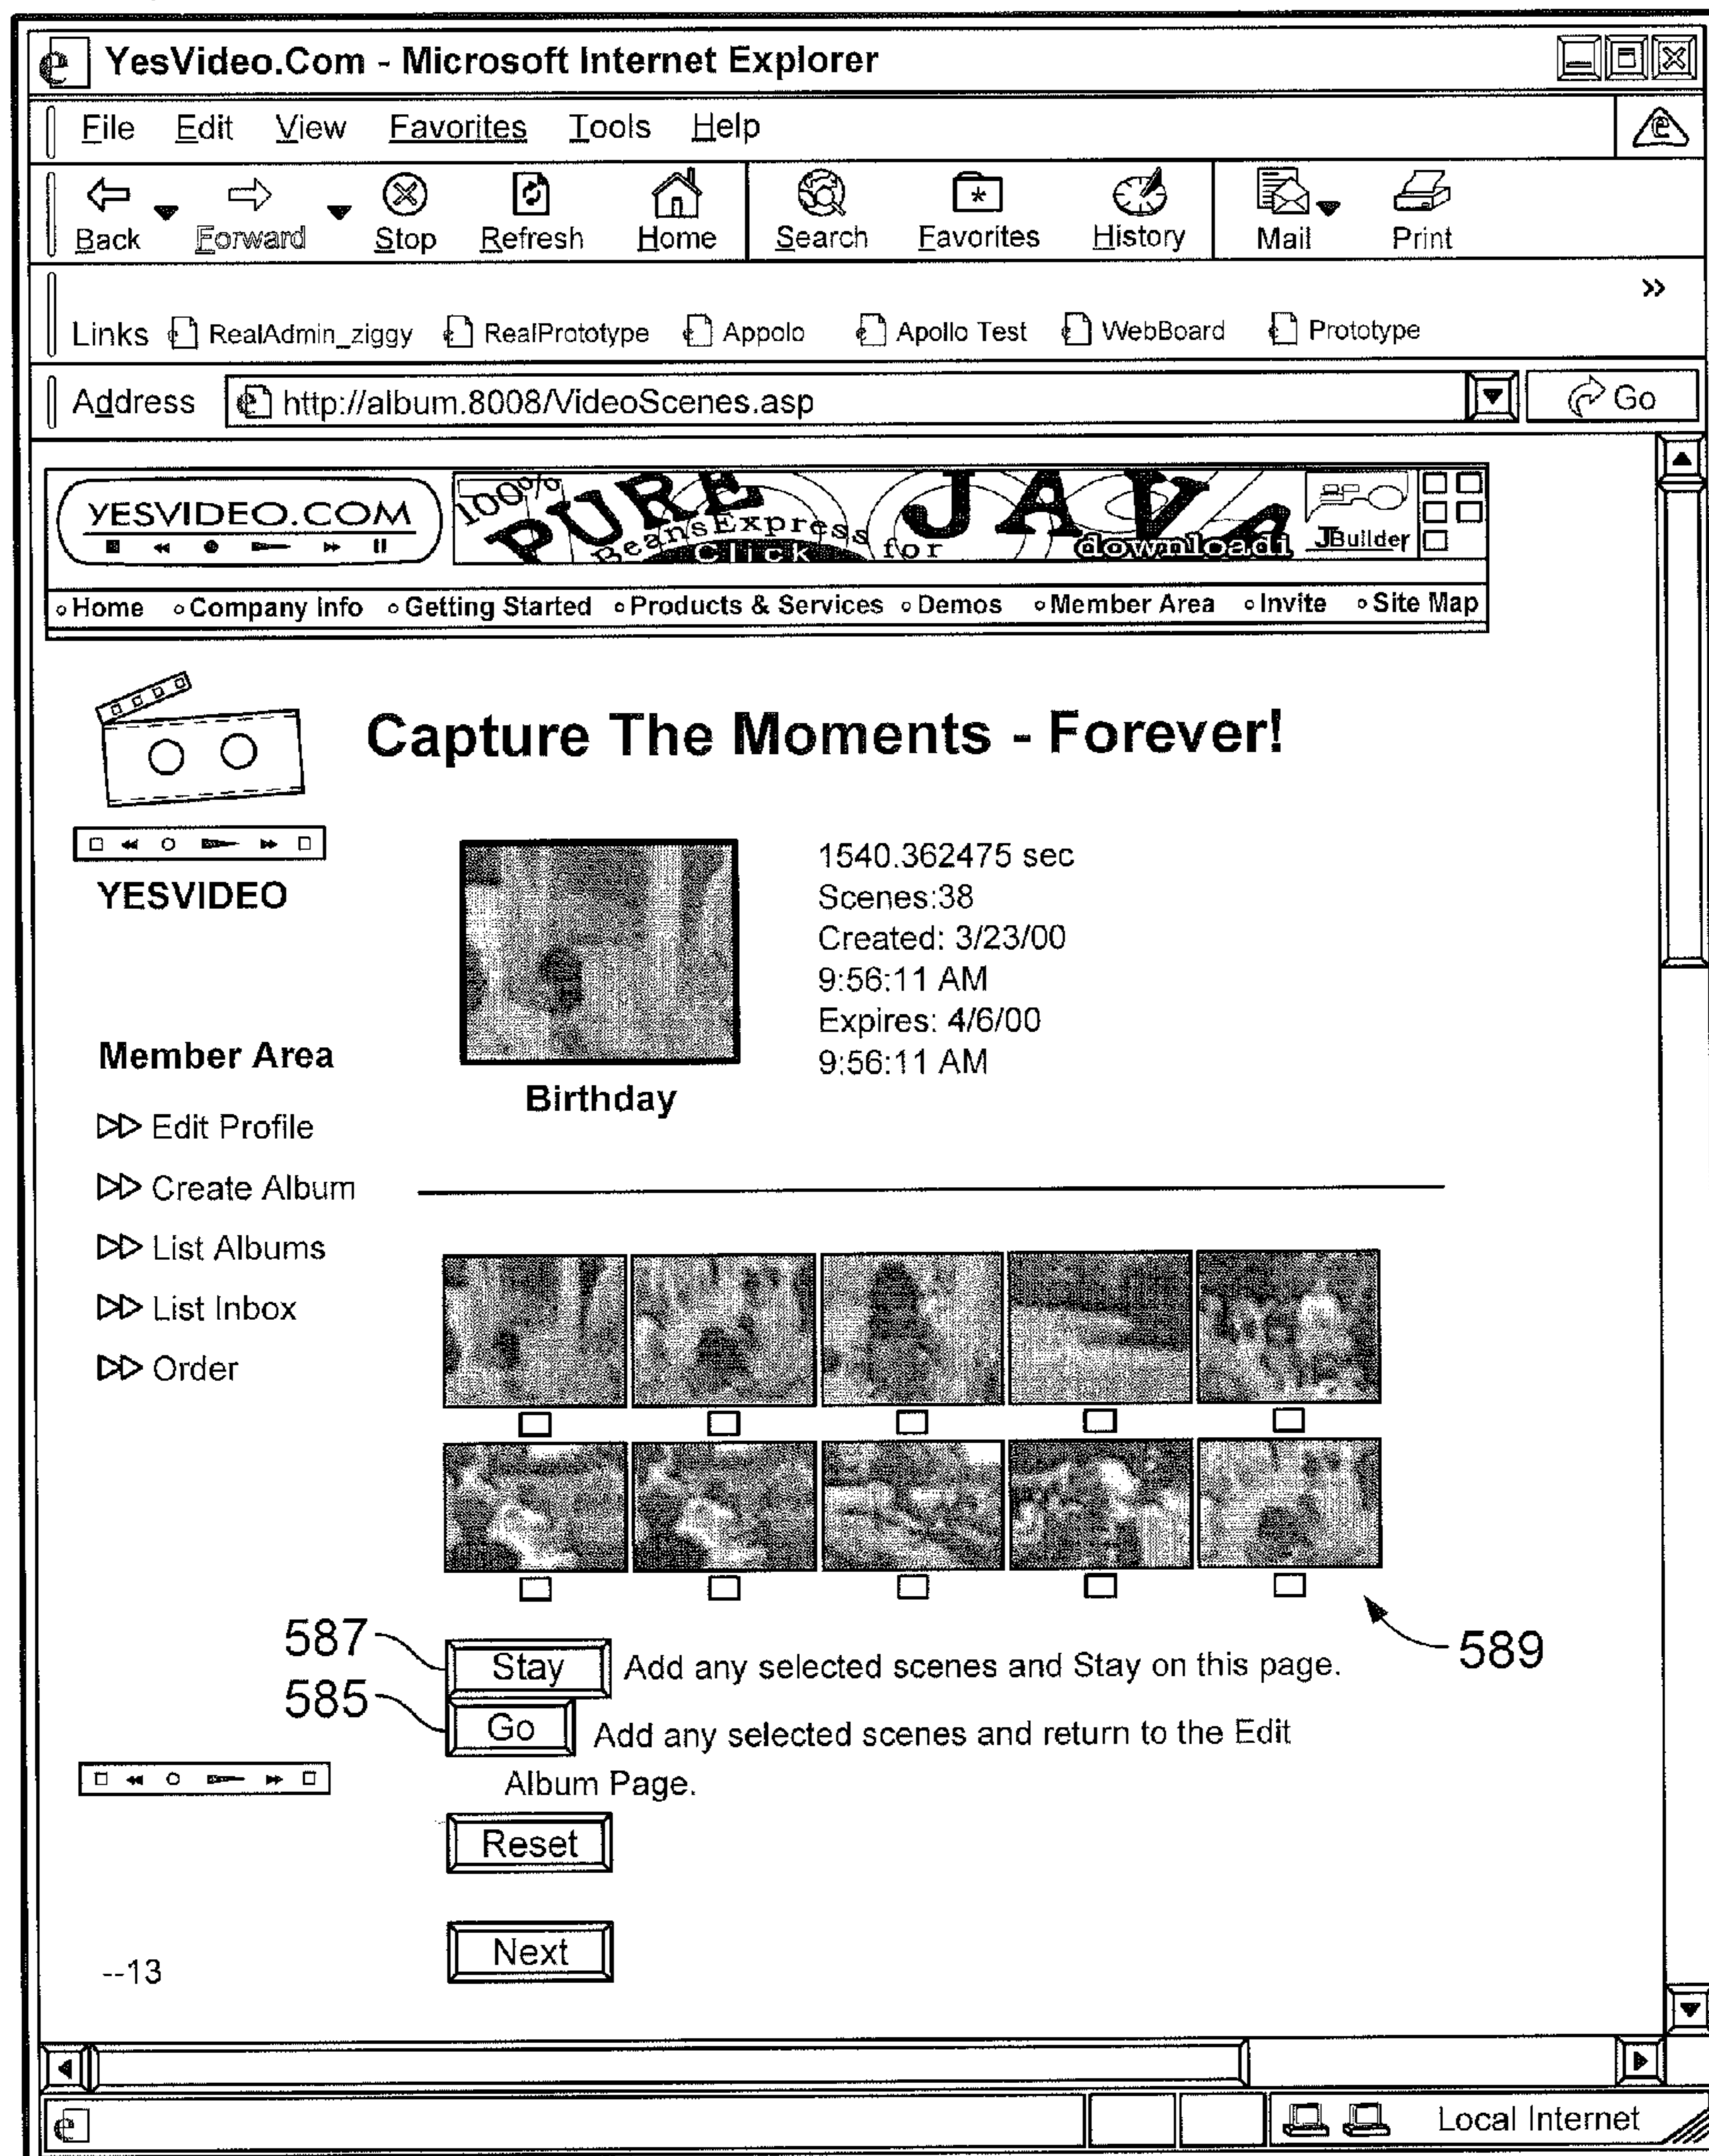 YesVideo.Com - Microsoft Internet Explorer
File Edit View Favorites Tools Help
Back Forward Stop Refresh Home Search Favorites History Mail Print
»
Links RealAdmin_ziggy RealPrototype Appolo Apollo Test WebBoard Prototype
Address http://album.8008/VideoScenes.asp Go
YESVIDEO.COM
100% PURE JAVA
BeansExpress for JBuilder
Click downloadi
Home Company Info Getting Started Products & Services Demos Member Area Invite Site Map
Capture The Moments - Forever!
YESVIDEO
1540.362475 sec
Scenes:38
Created: 3/23/00
9:56:11 AM
Expires: 4/6/00
9:56:11 AM
Birthday
Member Area
Edit Profile
Create Album
List Albums
List Inbox
Order
587 Stay Add any selected scenes and Stay on this page. 589
585 Go Add any selected scenes and return to the Edit
Album Page.
Reset
Next
--13
Local Internet